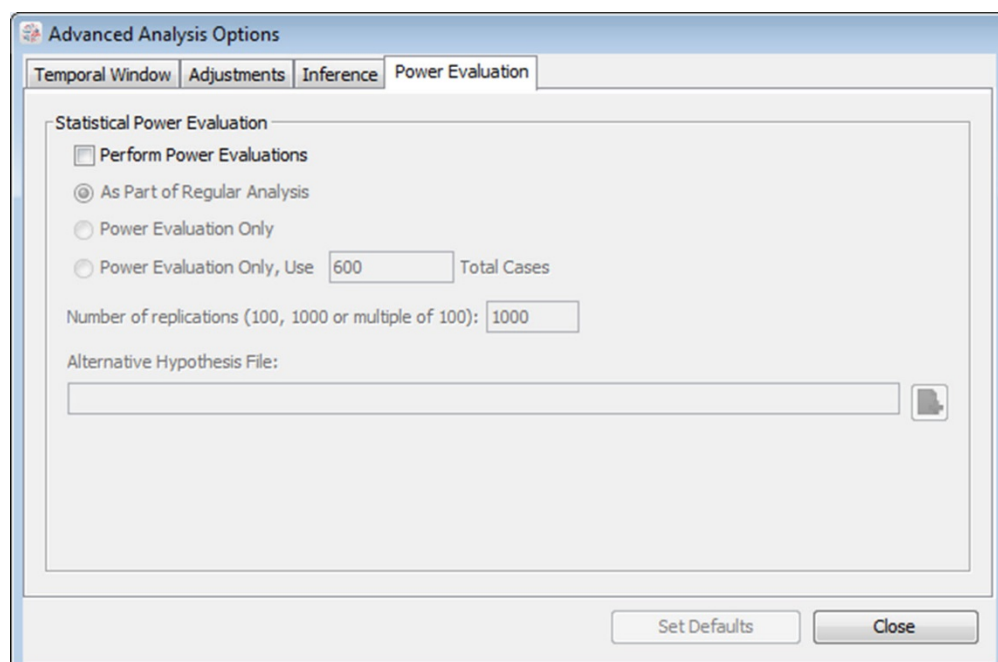 Advanced Analysis Options
Temporal Window Adjustments Inference Power Evaluation
Statistical Power Evaluation
Perform Power Evaluations
As Part of Regular Analysis
Power Evaluation Only
Power Evaluation Only, Use 600 Total Cases
Number of replications (100, 1000 or multiple of 100): 1000
Alternative Hypothesis File:
Set Defaults Close